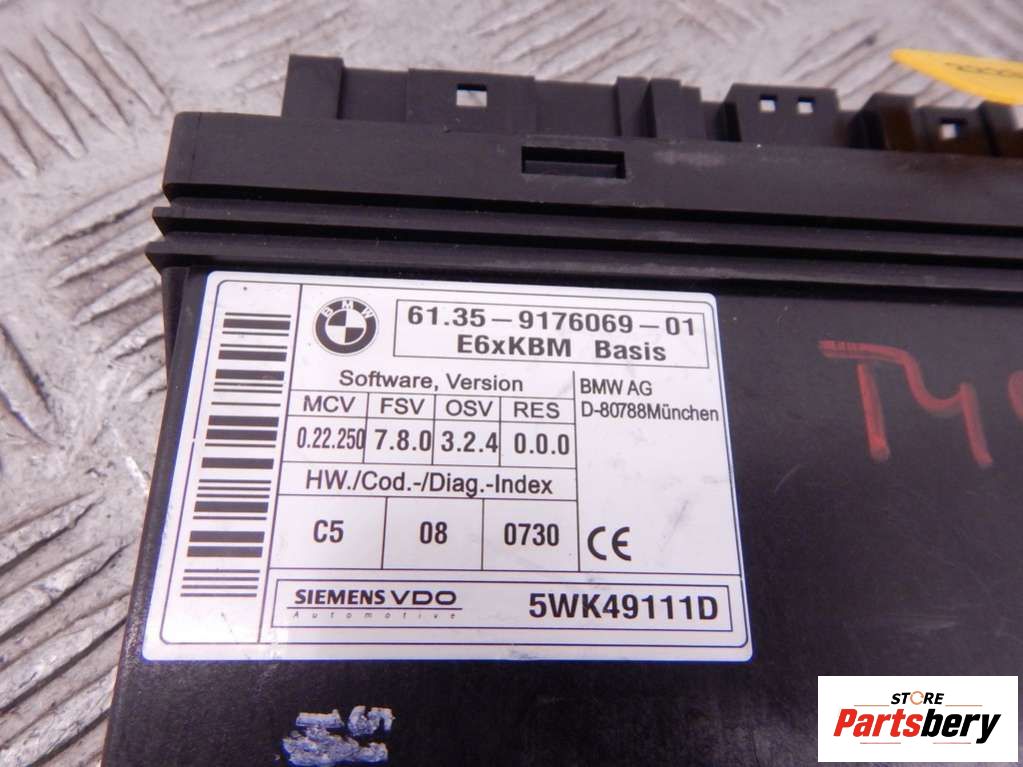 BMW
61.35-9176069-01
E6xKBM Basis
Software, Version
MCV FSV OSV RES
0.22.250 7.8.0 3.2.4 0.0.0
HW./Cod.-/Diag.-Index
C5 08 0730
BMW AG
D-80788München
CE
SIEMENS VDO
Automotive
5WK49111D
STORE
Partsbery